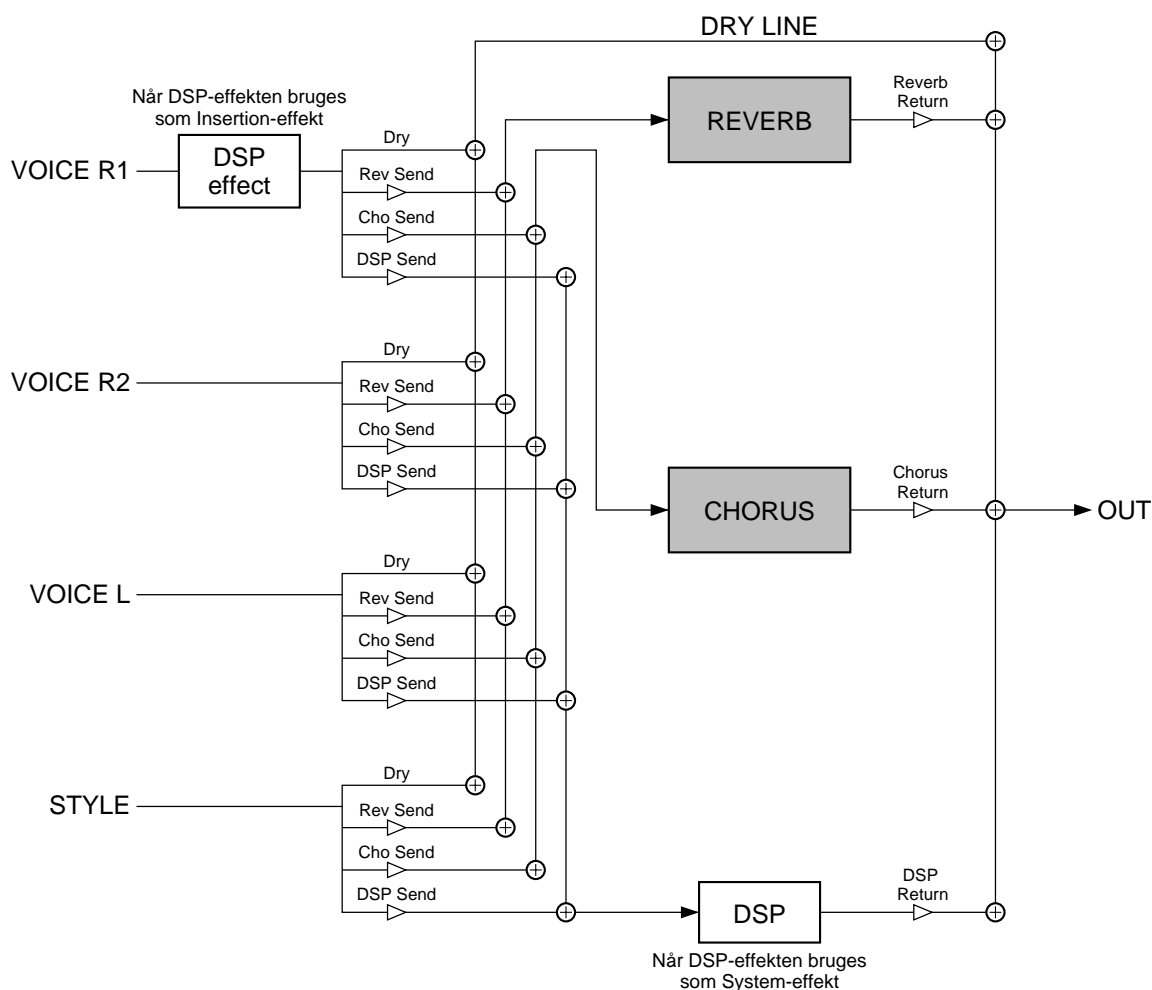 DRY LINE
Når DSP-effekten bruges
som Insertion-effekt
Reverb
Return
REVERB
VOICE R1
DSP
effect
Dry
Rev Send
Cho Send
DSP Send
VOICE R2
Dry
Rev Send
Cho Send
DSP Send
Chorus
Return
CHORUS
OUT
VOICE L
Dry
Rev Send
Cho Send
DSP Send
STYLE
Dry
Rev Send
Cho Send
DSP Send
DSP
DSP
Return
Når DSP-effekten bruges
som System-effekt